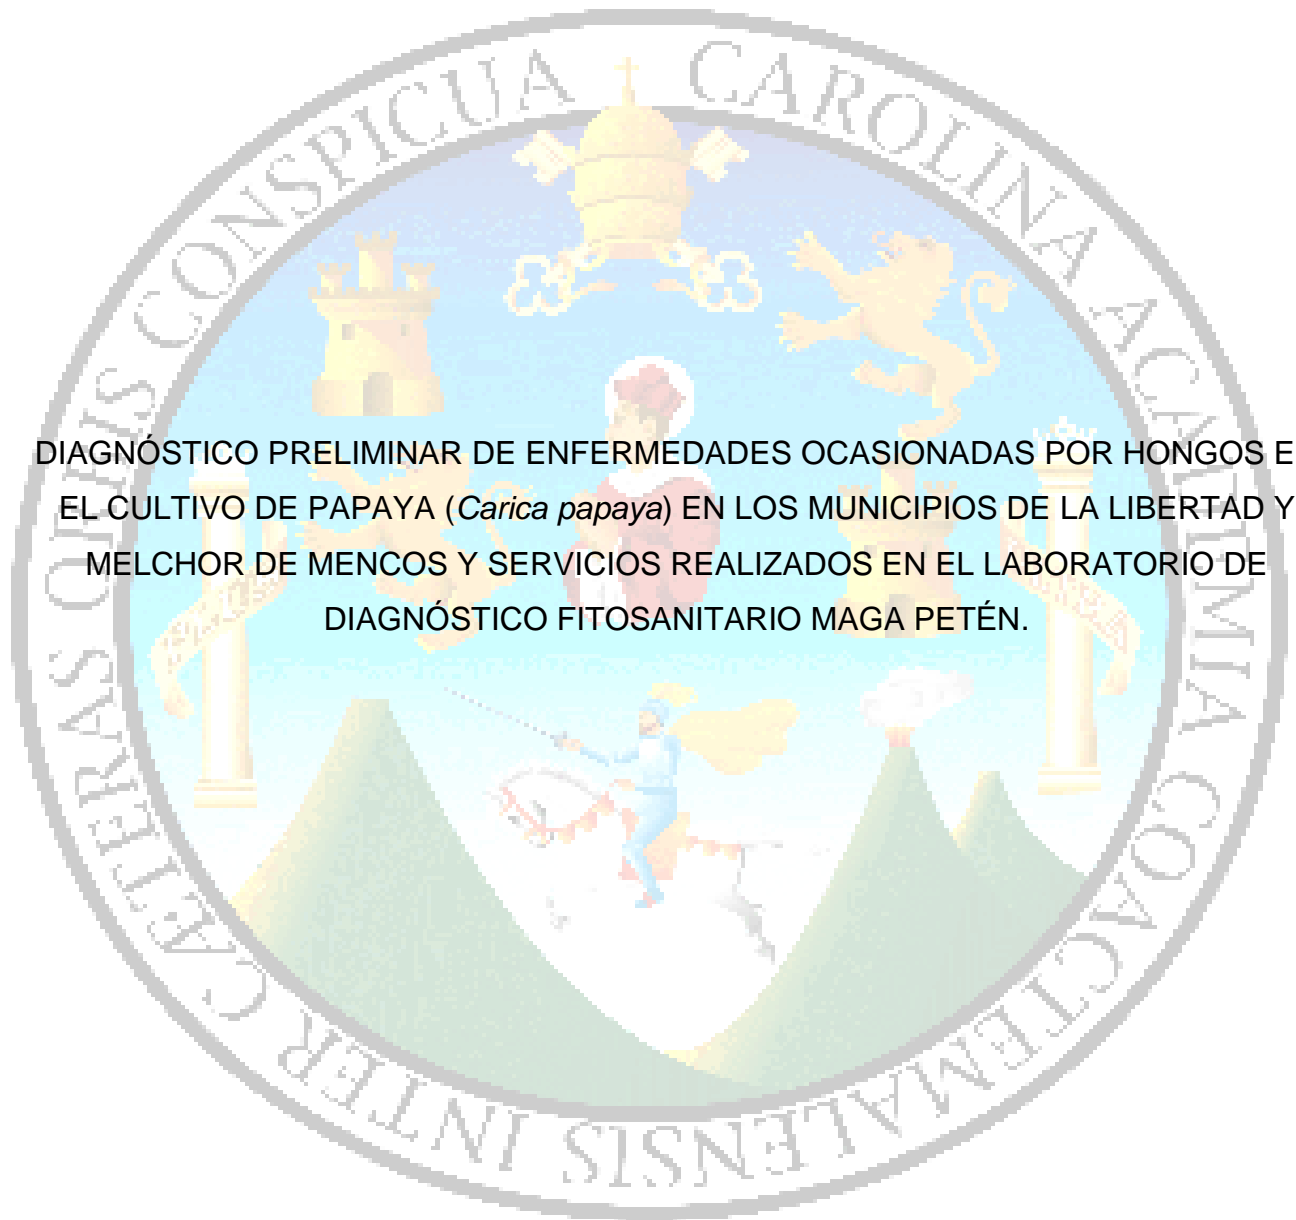 CÆTERAS ORBIS CONSPICUA CAROLINA ACADEMIA COACTEMALENSIS INTER
DIAGNÓSTICO PRELIMINAR DE ENFERMEDADES OCASIONADAS POR HONGOS E
EL CULTIVO DE PAPAYA (Carica papaya) EN LOS MUNICIPIOS DE LA LIBERTAD Y
MELCHOR DE MENCOS Y SERVICIOS REALIZADOS EN EL LABORATORIO DE
DIAGNÓSTICO FITOSANITARIO MAGA PETÉN.